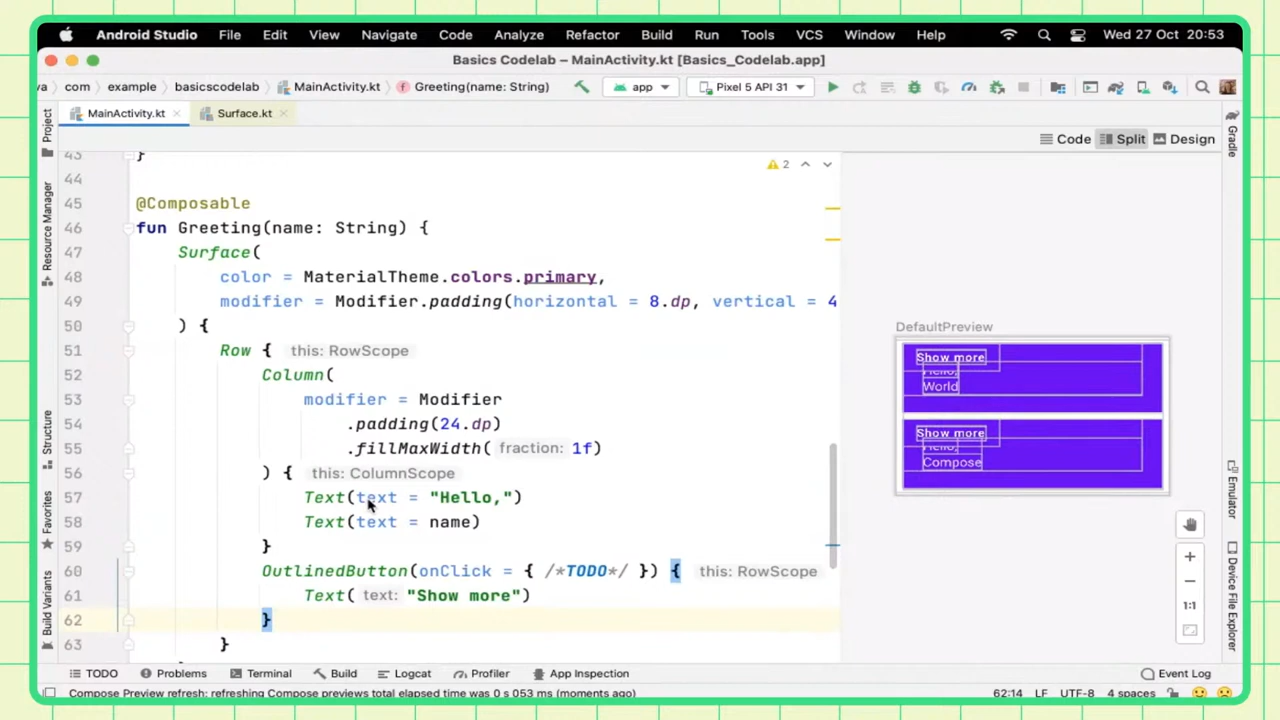 Android Studio File Edit View Navigate Code Analyze Refactor Build Run Tools VCS Window Help Wed 27 Oct 20:53
Basics Codelab – MainActivity.kt [Basics_Codelab.app]
va com example basicscodelab MainActivity.kt Greeting(name: String) app Pixel 5 API 31
MainActivity.kt Surface.kt
Code Split Design
2
43 }
44
45 @Composable
46 fun Greeting(name: String) {
47 Surface(
48 color = MaterialTheme.colors.primary,
49 modifier = Modifier.padding(horizontal = 8.dp, vertical = 4
50 ) {
51 Row { this: RowScope
52 Column(
53 modifier = Modifier
54 .padding(24.dp)
55 .fillMaxWidth( fraction: 1f)
56 ) { this: ColumnScope
57 Text(text = "Hello,")
58 Text(text = name)
59 }
60 OutlinedButton(onClick = { /*TODO*/ }) { this: RowScope
61 Text( text: "Show more")
62 }
63 }
DefaultPreview
Show more
World
Show more
Compose
1:1
Project
Resource Manager
Structure
Favorites
Build Variants
Gradle
Emulator
Device File Explorer
TODO Problems Terminal Build Logcat Profiler App Inspection Event Log
Compose Preview refresh: refreshing Compose previews total elapsed time was 0 s 053 ms (moments ago) 62:14 LF UTF-8 4 spaces